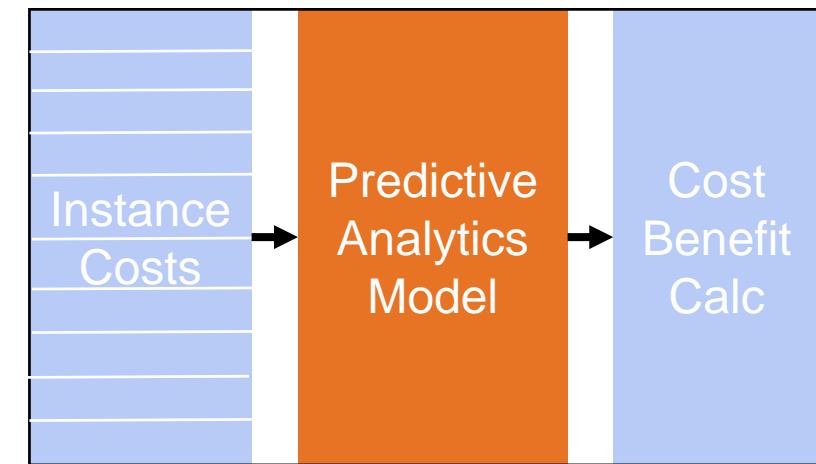 Instance
Costs
Predictive
Analytics
Model
Cost
Benefit
Calc